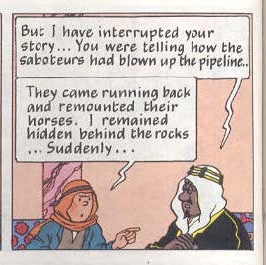 But I have interrupted your
story... You were telling how the
saboteurs had blown up the pipeline..
They came running back
and remounted their
horses. I remained
hidden behind the rocks
... Suddenly...